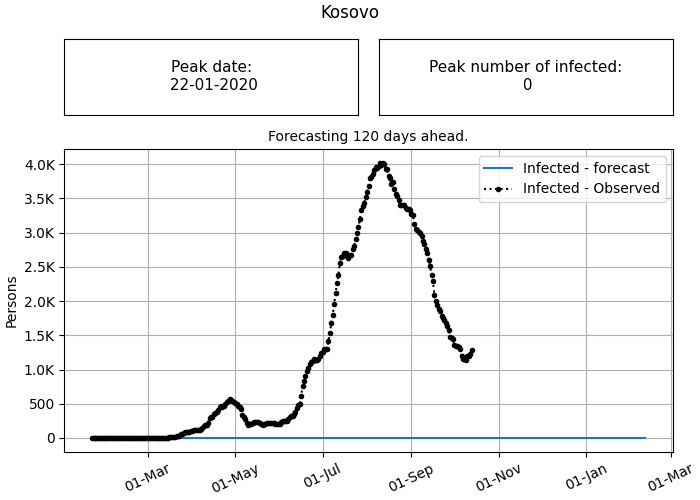 Kosovo
Peak date:
22-01-2020
Peak number of infected:
0
Forecasting 120 days ahead.
Infected - forecast
Infected - Observed
Persons
4.0K
3.5K
3.0K
2.5K
2.0K
1.5K
1.0K
500
0
01-Mar
01-May
01-Jul
01-Sep
01-Nov
01-Jan
01-Mar